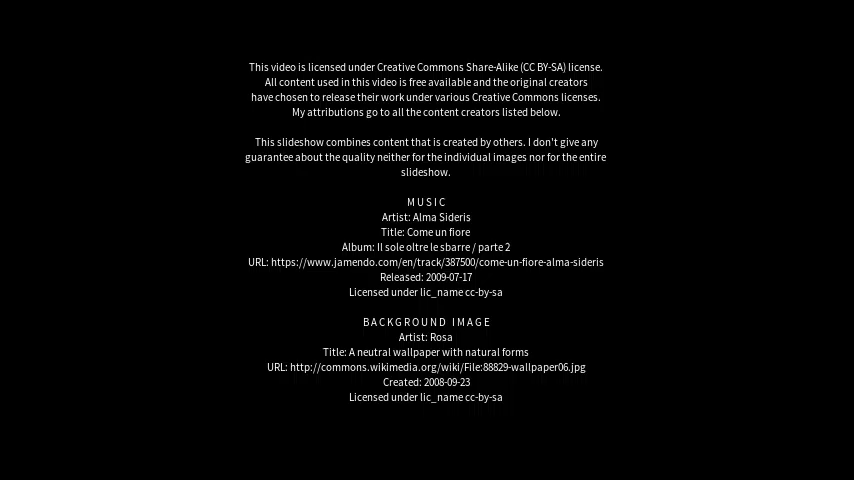 This video is licensed under Creative Commons Share-Alike (CC BY-SA) license.
All content used in this video is free available and the original creators
have chosen to release their work under various Creative Commons licenses.
My attributions go to all the content creators listed below.
This slideshow combines content that is created by others. I don't give any
guarantee about the quality neither for the individual images nor for the entire
slideshow.
MUSIC
Artist: Alma Sideris
Title: Come un fiore
Album: Il sole oltre le sbarre / parte 2
URL: https://www.jamendo.com/en/track/387500/come-un-fiore-alma-sideris
Released: 2009-07-17
Licensed under lic_name cc-by-sa
BACKGROUND IMAGE
Artist: Rosa
Title: A neutral wallpaper with natural forms
URL: http://commons.wikimedia.org/wiki/File:88829-wallpaper06.jpg
Created: 2008-09-23
Licensed under lic_name cc-by-sa